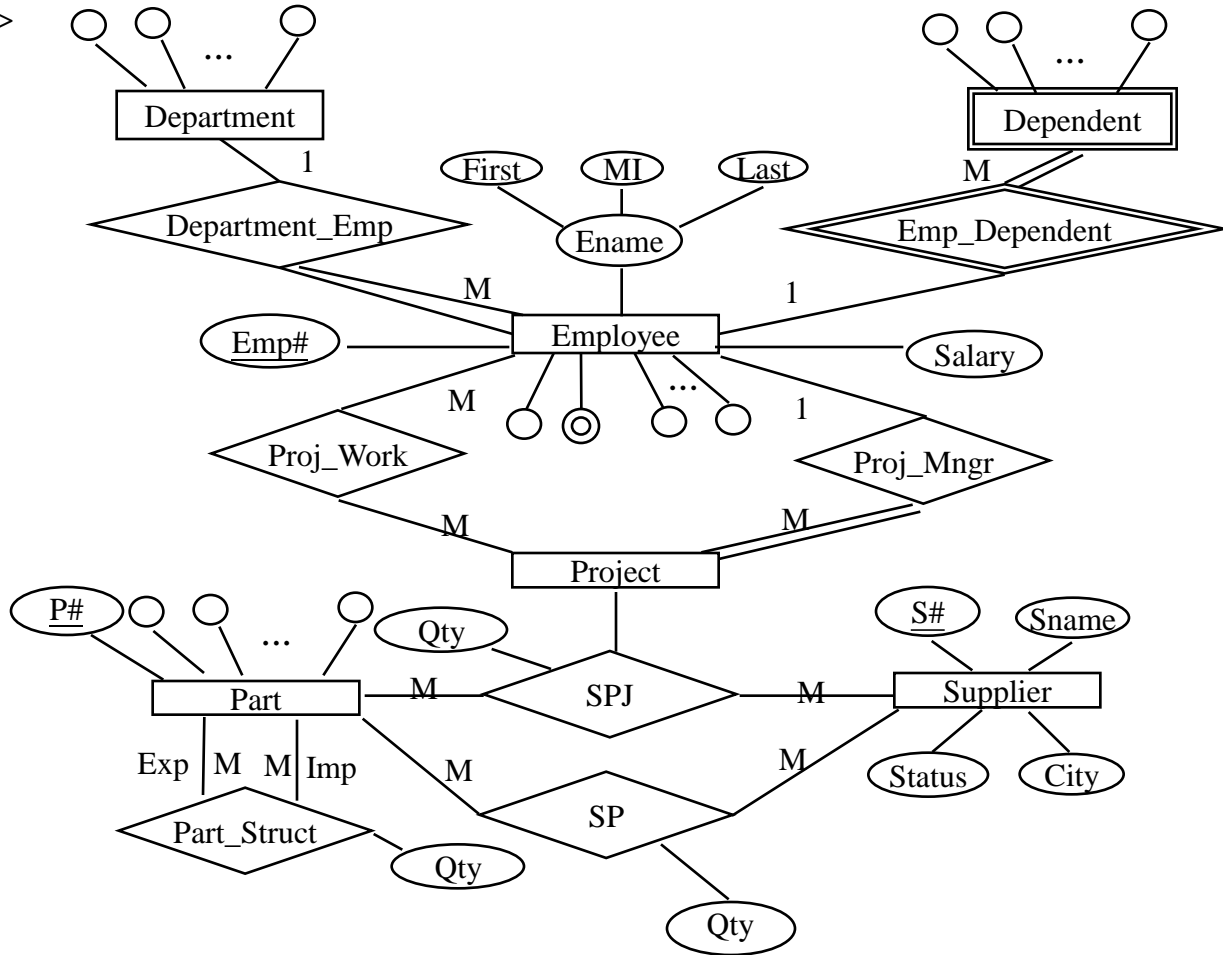 >
...
...
Department
Dependent
1
M
First
MI
Last
Department_Emp
Emp_Dependent
Ename
M
1
Emp#
Employee
Salary
...
M
1
Proj_Work
Proj_Mngr
M
M
Project
P#
Qty
S#
Sname
...
Part
M
SPJ
M
Supplier
Exp
M
M
Imp
M
M
Status
City
Part_Struct
SP
Qty
Qty